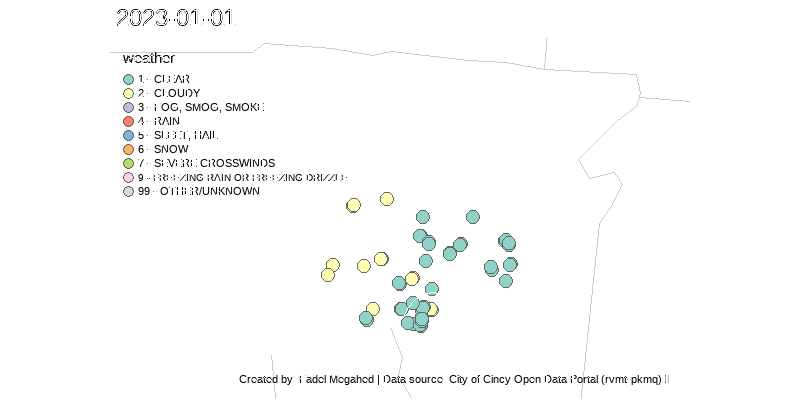 2023-01-01
weather
1 - CLEAR
2 - CLOUDY
3 - FOG, SMOG, SMOKE
4 - RAIN
5 - SLEET, HAIL
6 - SNOW
7 - SEVERE CROSSWINDS
9 - FREEZING RAIN OR FREEZING DRIZZLE
99 - OTHER/UNKNOWN
Created by: Fadel Megahed | Data source: City of Cincy Open Data Portal (rvmt-pkmq)